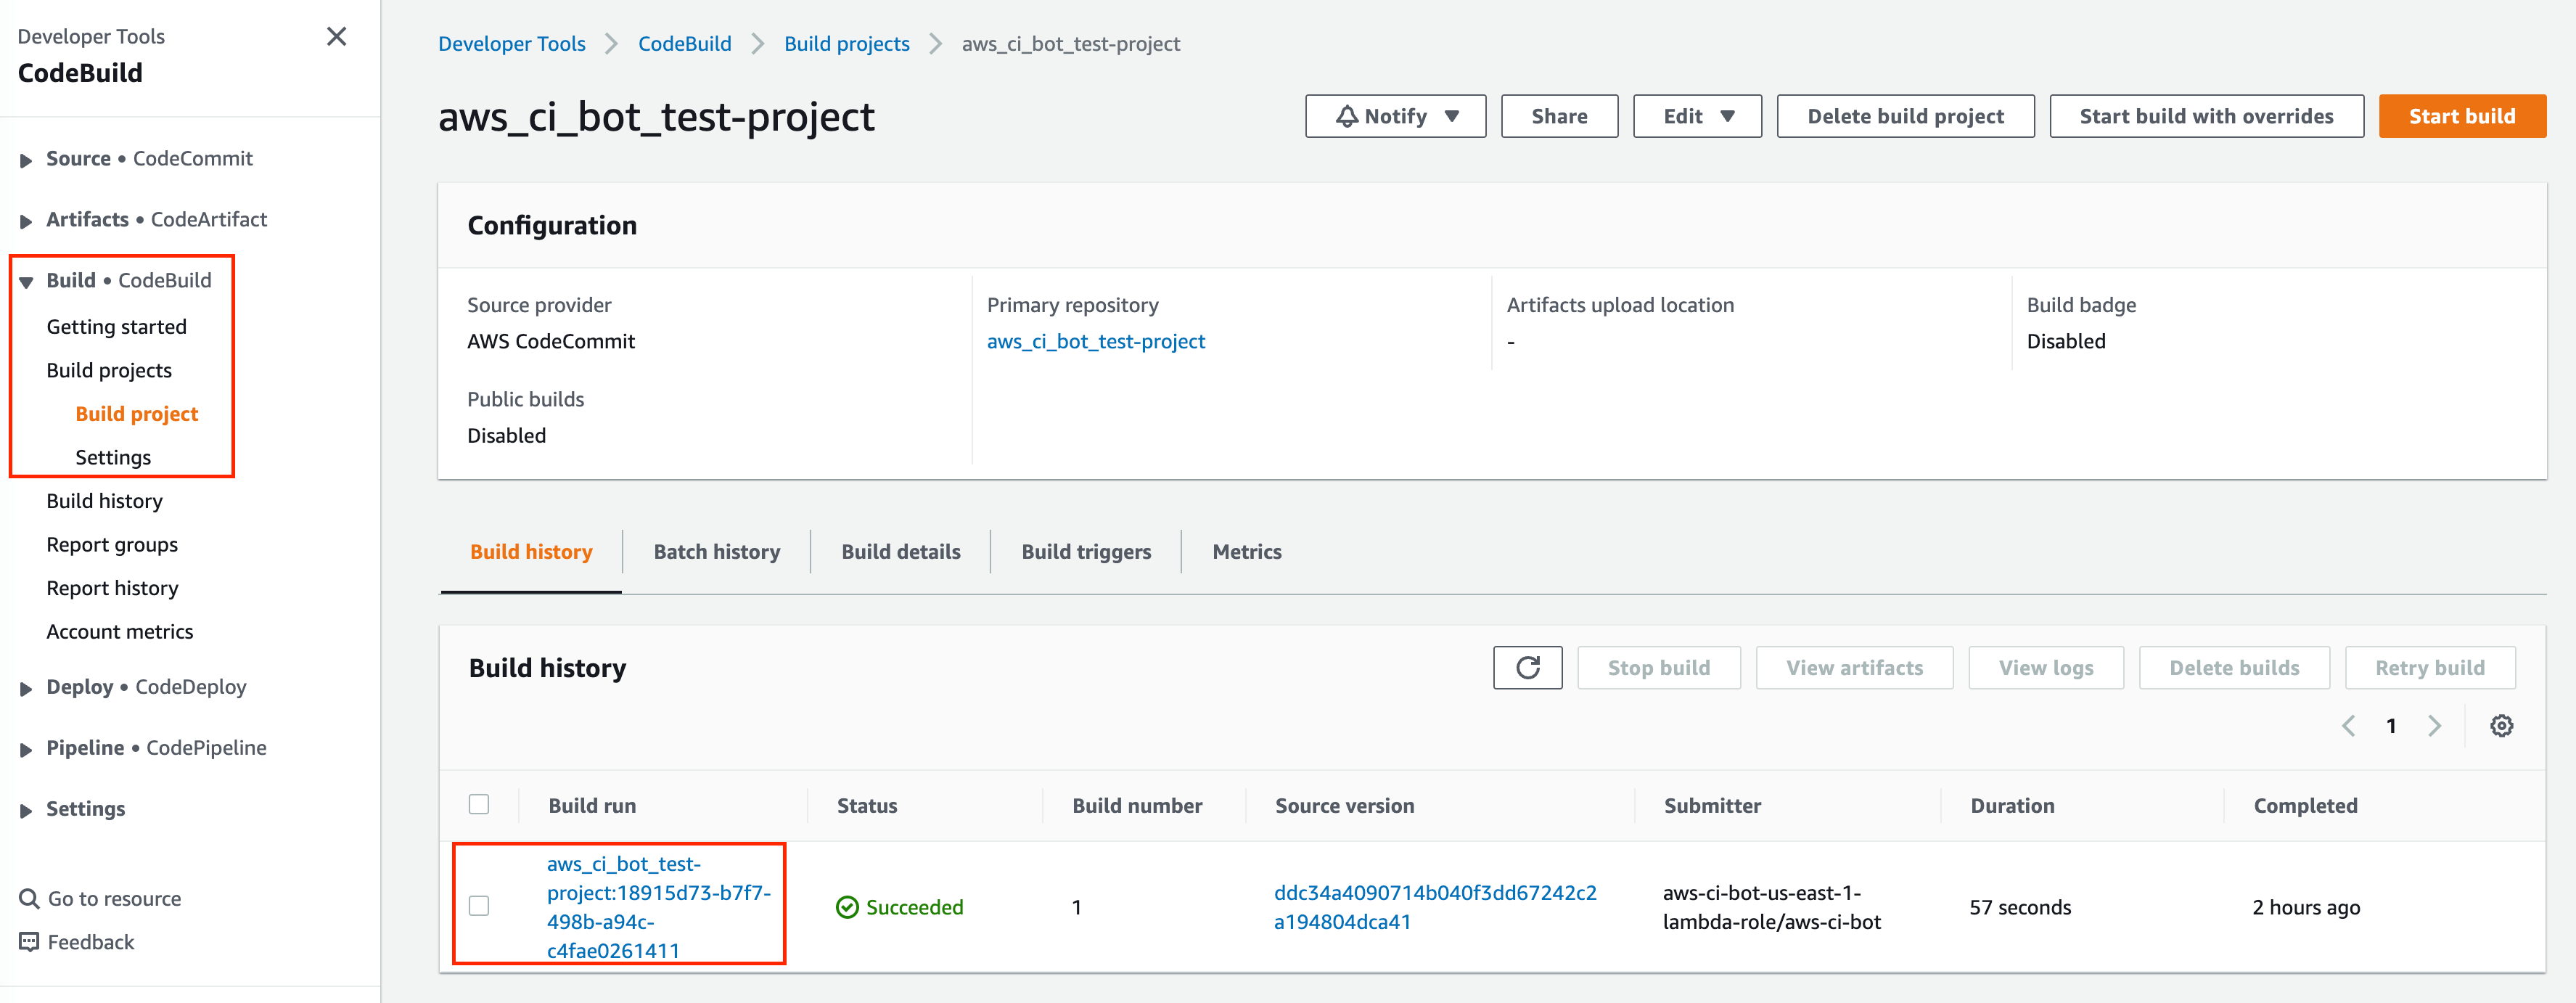 Developer Tools
CodeBuild
Source • CodeCommit
Artifacts • CodeArtifact
Build • CodeBuild
Getting started
Build projects
Build project
Settings
Build history
Report groups
Report history
Account metrics
Deploy • CodeDeploy
Pipeline • CodePipeline
Settings
Go to resource
Feedback
Developer Tools CodeBuild Build projects aws_ci_bot_test-project
aws_ci_bot_test-project
Notify Share Edit Delete build project Start build with overrides Start build
Configuration
Source provider
AWS CodeCommit
Primary repository
aws_ci_bot_test-project
Artifacts upload location
-
Build badge
Disabled
Public builds
Disabled
Build history Batch history Build details Build triggers Metrics
Build history
Stop build View artifacts View logs Delete builds Retry build
1
Build run Status Build number Source version Submitter Duration Completed
aws_ci_bot_test-
project:18915d73-b7f7-
498b-a94c-
c4fae0261411
Succeeded
1
ddc34a4090714b040f3dd67242c2
a194804dca41
aws-ci-bot-us-east-1-
lambda-role/aws-ci-bot
57 seconds
2 hours ago